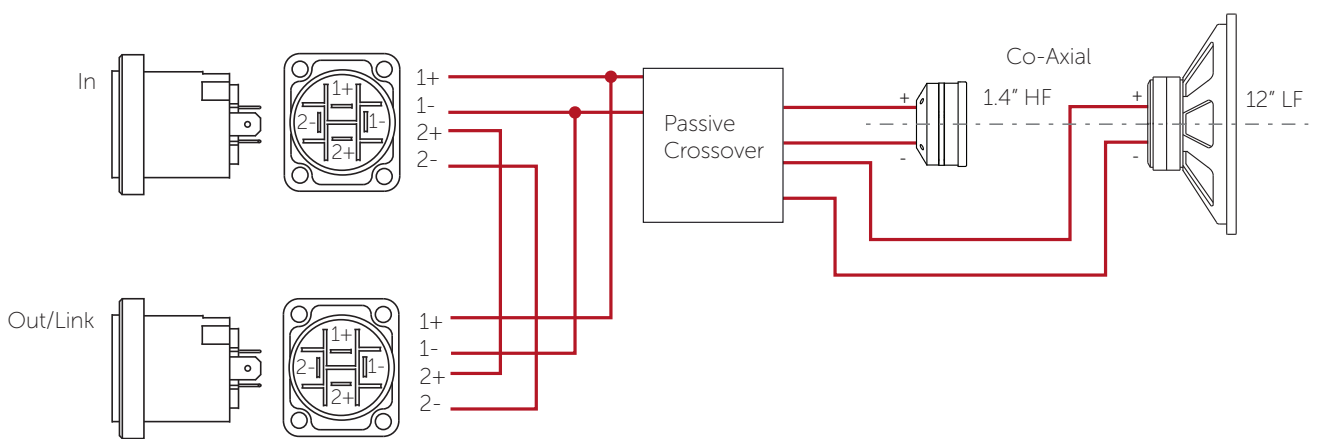 In
1+
2-
1-
2+
1+
1-
2+
2-
Passive
Crossover
+
-
1.4” HF
Co-Axial
+
-
12” LF
Out/Link
1+
2-
1-
2+
1+
1-
2+
2-